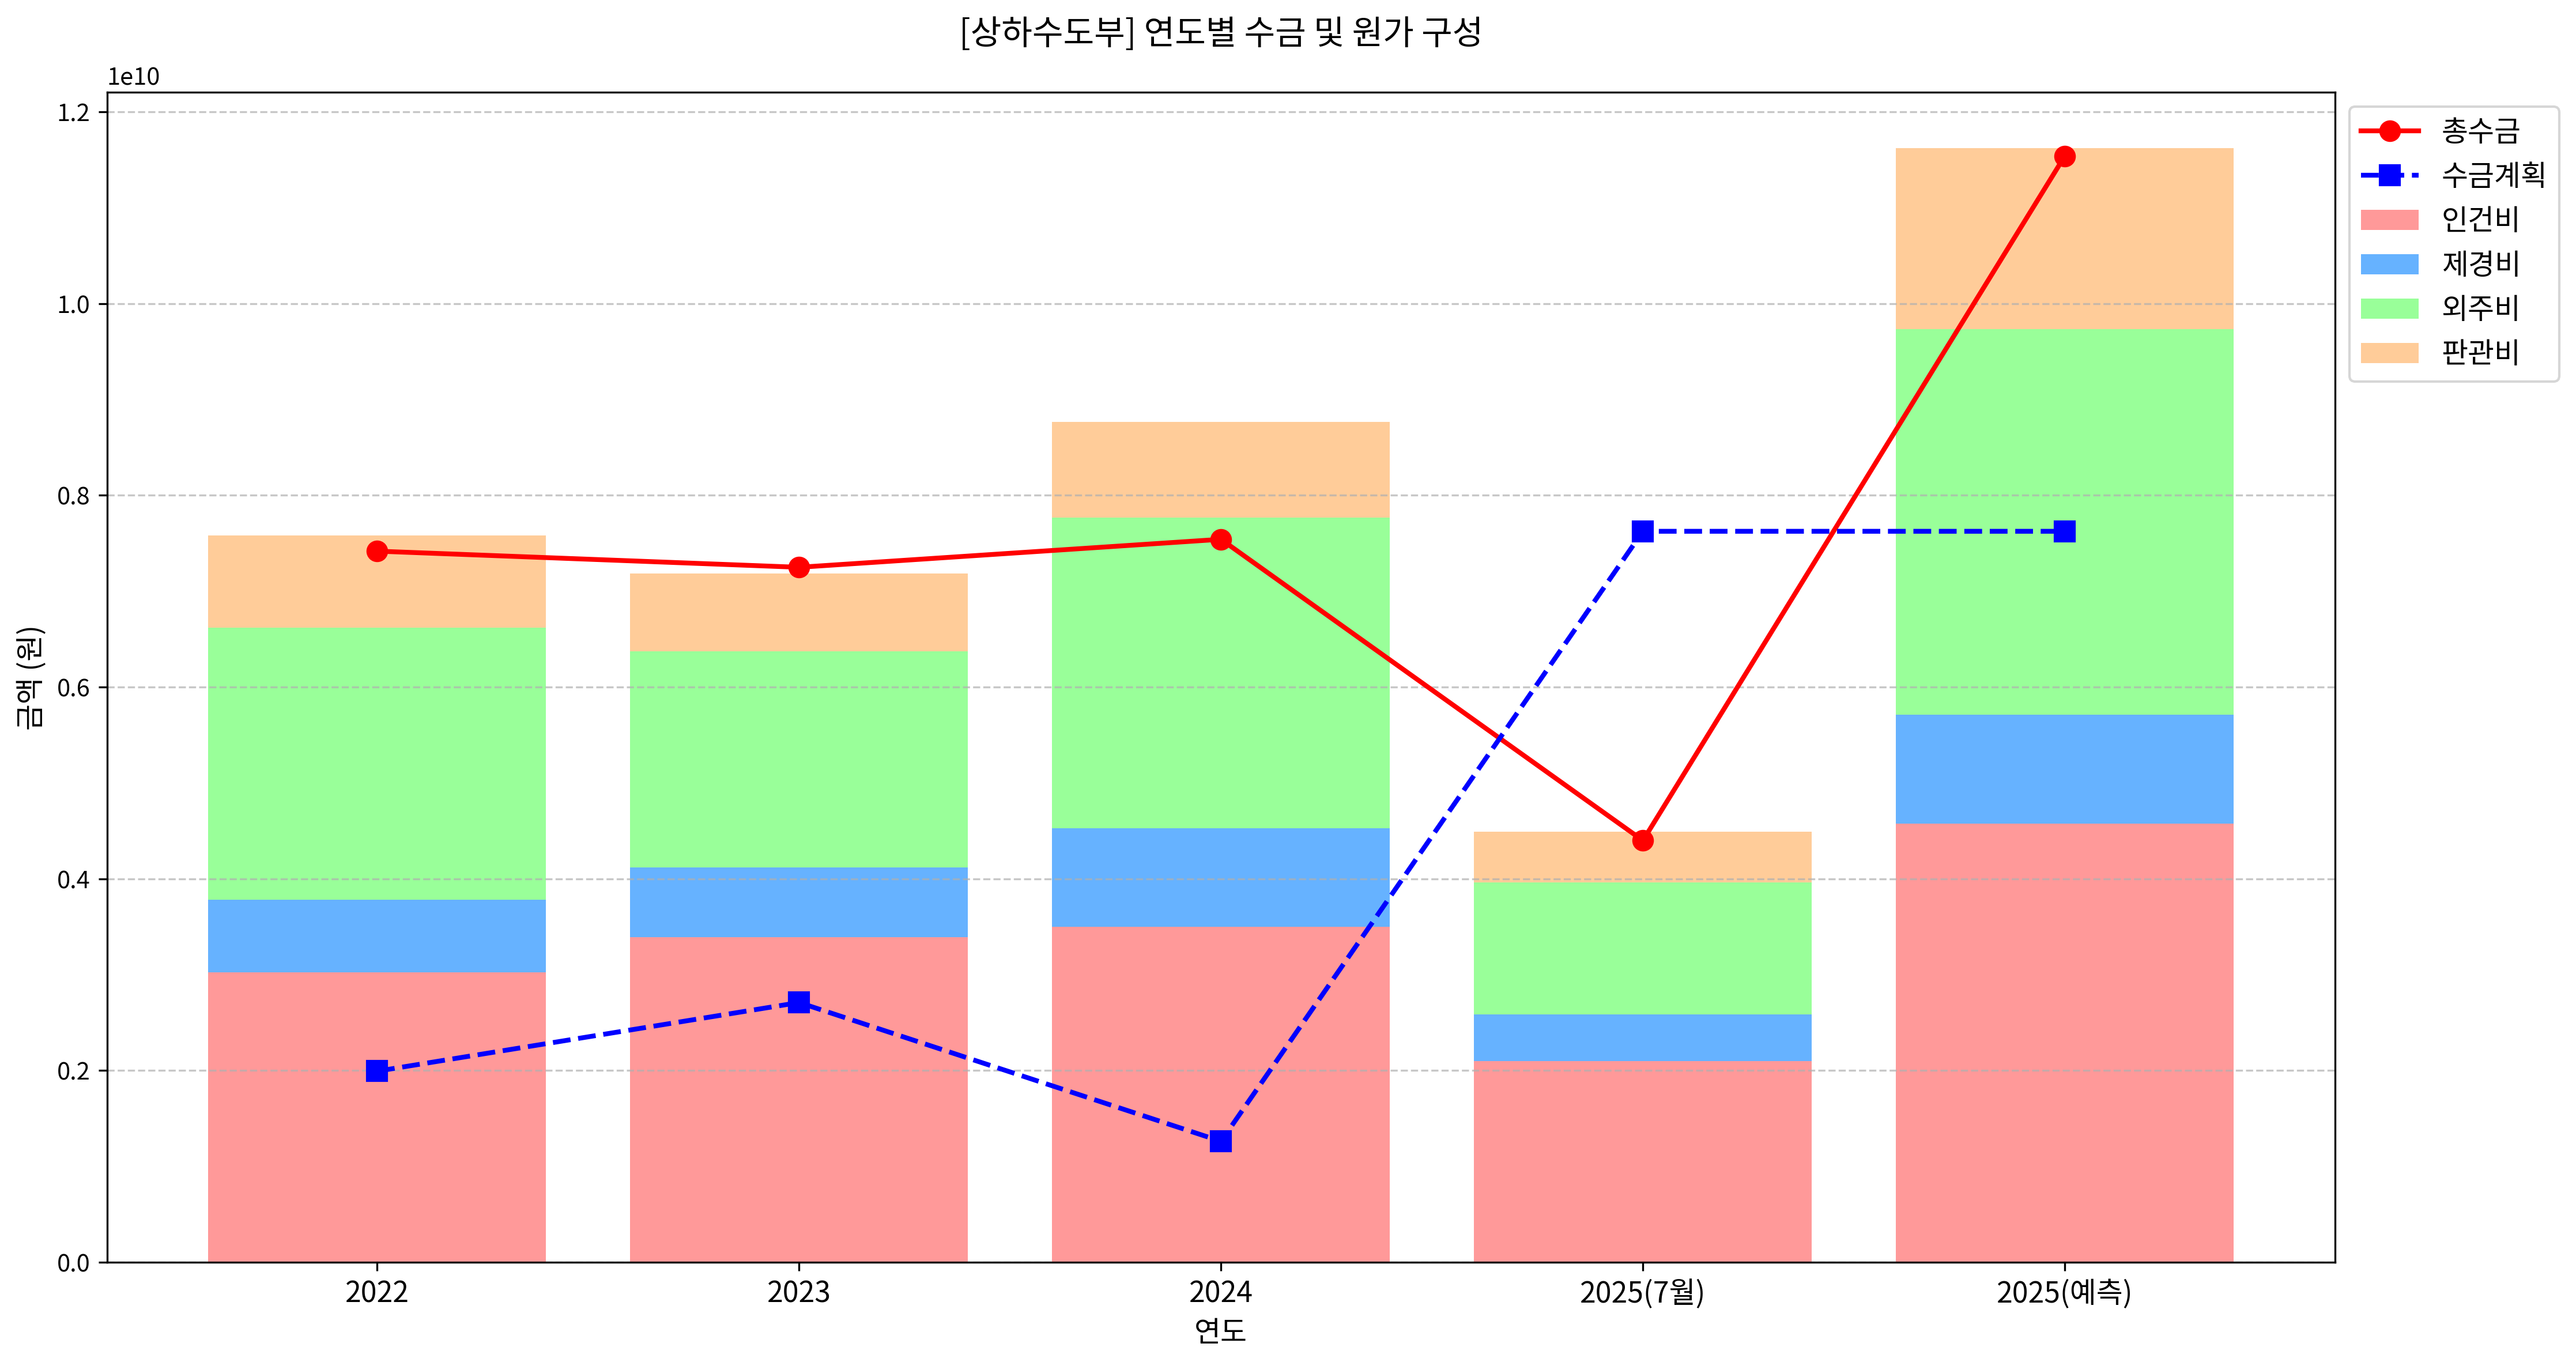 [상하수도부] 연도별 수금 및 원가 구성
1e10
1.2
1.0
0.8
0.6
0.4
0.2
0.0
금액 (원)
2022
2023
2024
2025(7월)
2025(예측)
연도
총수금
수금계획
인건비
제경비
외주비
판관비